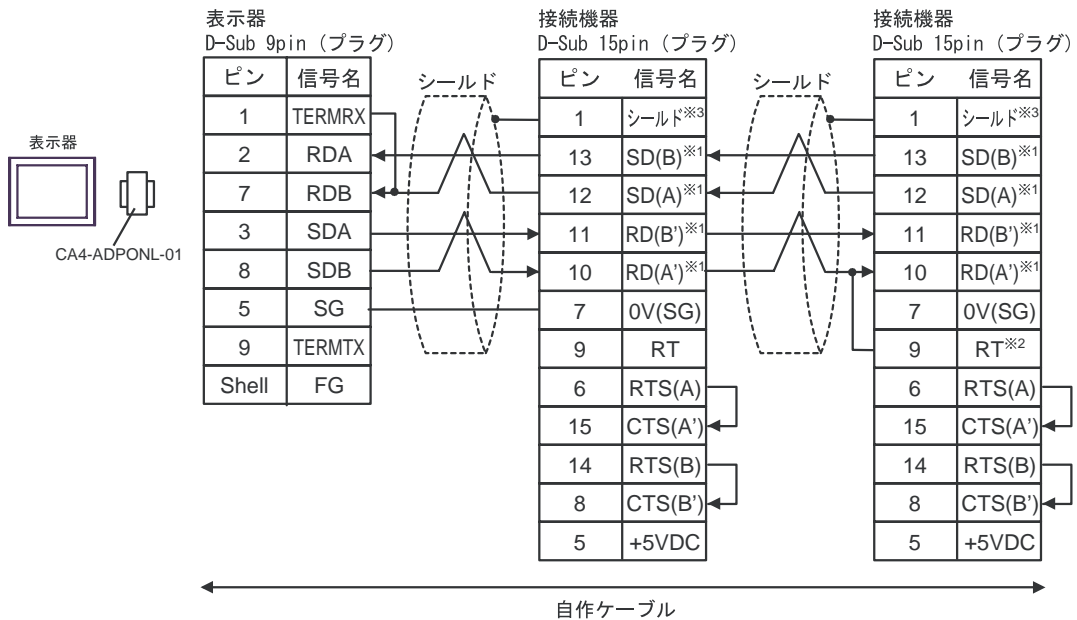 表示器
D-Sub 9pin (プラグ)
ピン 信号名
1 TERMRX
2 RDA
7 RDB
3 SDA
8 SDB
5 SG
9 TERMTX
Shell FG
シールド
接続機器
D-Sub 15pin (プラグ)
ピン 信号名
1 シールド※3
13 SD(B)※1
12 SD(A)※1
11 RD(B')※1
10 RD(A')※1
7 0V(SG)
9 RT
6 RTS(A)
15 CTS(A')
14 RTS(B)
8 CTS(B')
5 +5VDC
シールド
接続機器
D-Sub 15pin (プラグ)
ピン 信号名
1 シールド※3
13 SD(B)※1
12 SD(A)※1
11 RD(B')※1
10 RD(A')※1
7 0V(SG)
9 RT※2
6 RTS(A)
15 CTS(A')
14 RTS(B)
8 CTS(B')
5 +5VDC
表示器
CA4-ADPONL-01
自作ケーブル